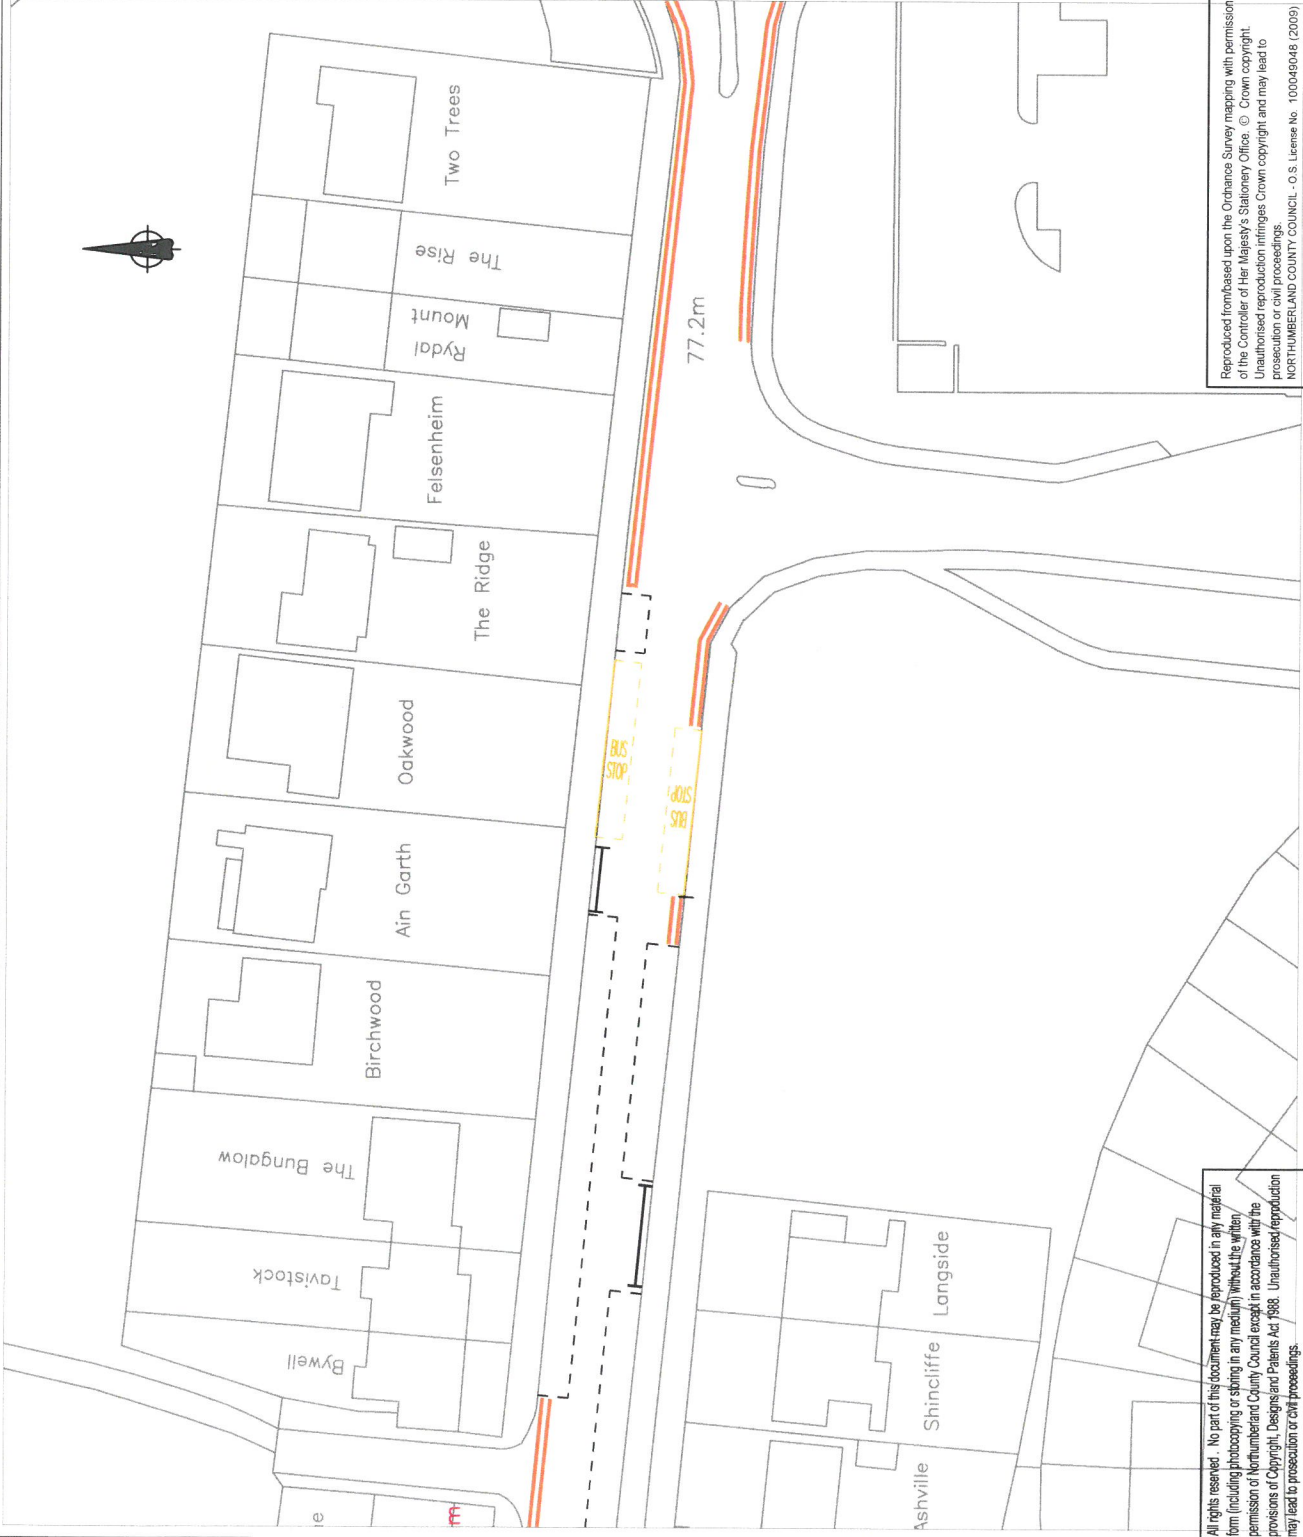 Two Trees
The Rise
Rydal
Mount
Felsenheim
The Ridge
Oakwood
Ain Garth
Birchwood
The Bungalow
Tavistock
Bywell
77.2m
BUS
STOP
BUS
STOP
Langside
Shincliffe
Ashville
Reproduced from/based upon the Ordnance Survey mapping with permission
of the Controller of Her Majesty's Stationery Office. © Crown copyright.
Unauthorised reproduction infringes Crown copyright and may lead to
prosecution or civil proceedings.
NORTHUMBERLAND COUNTY COUNCIL - O.S. License No. 100049048 (2009)
All rights reserved. No part of this document may be reproduced in any material
form (including photocopying or storing in any medium) without the written
permission of Northumberland County Council except in accordance with the
provisions of Copyright, Designs and Patents Act 1988. Unauthorised reproduction
may lead to prosecution or civil proceedings.